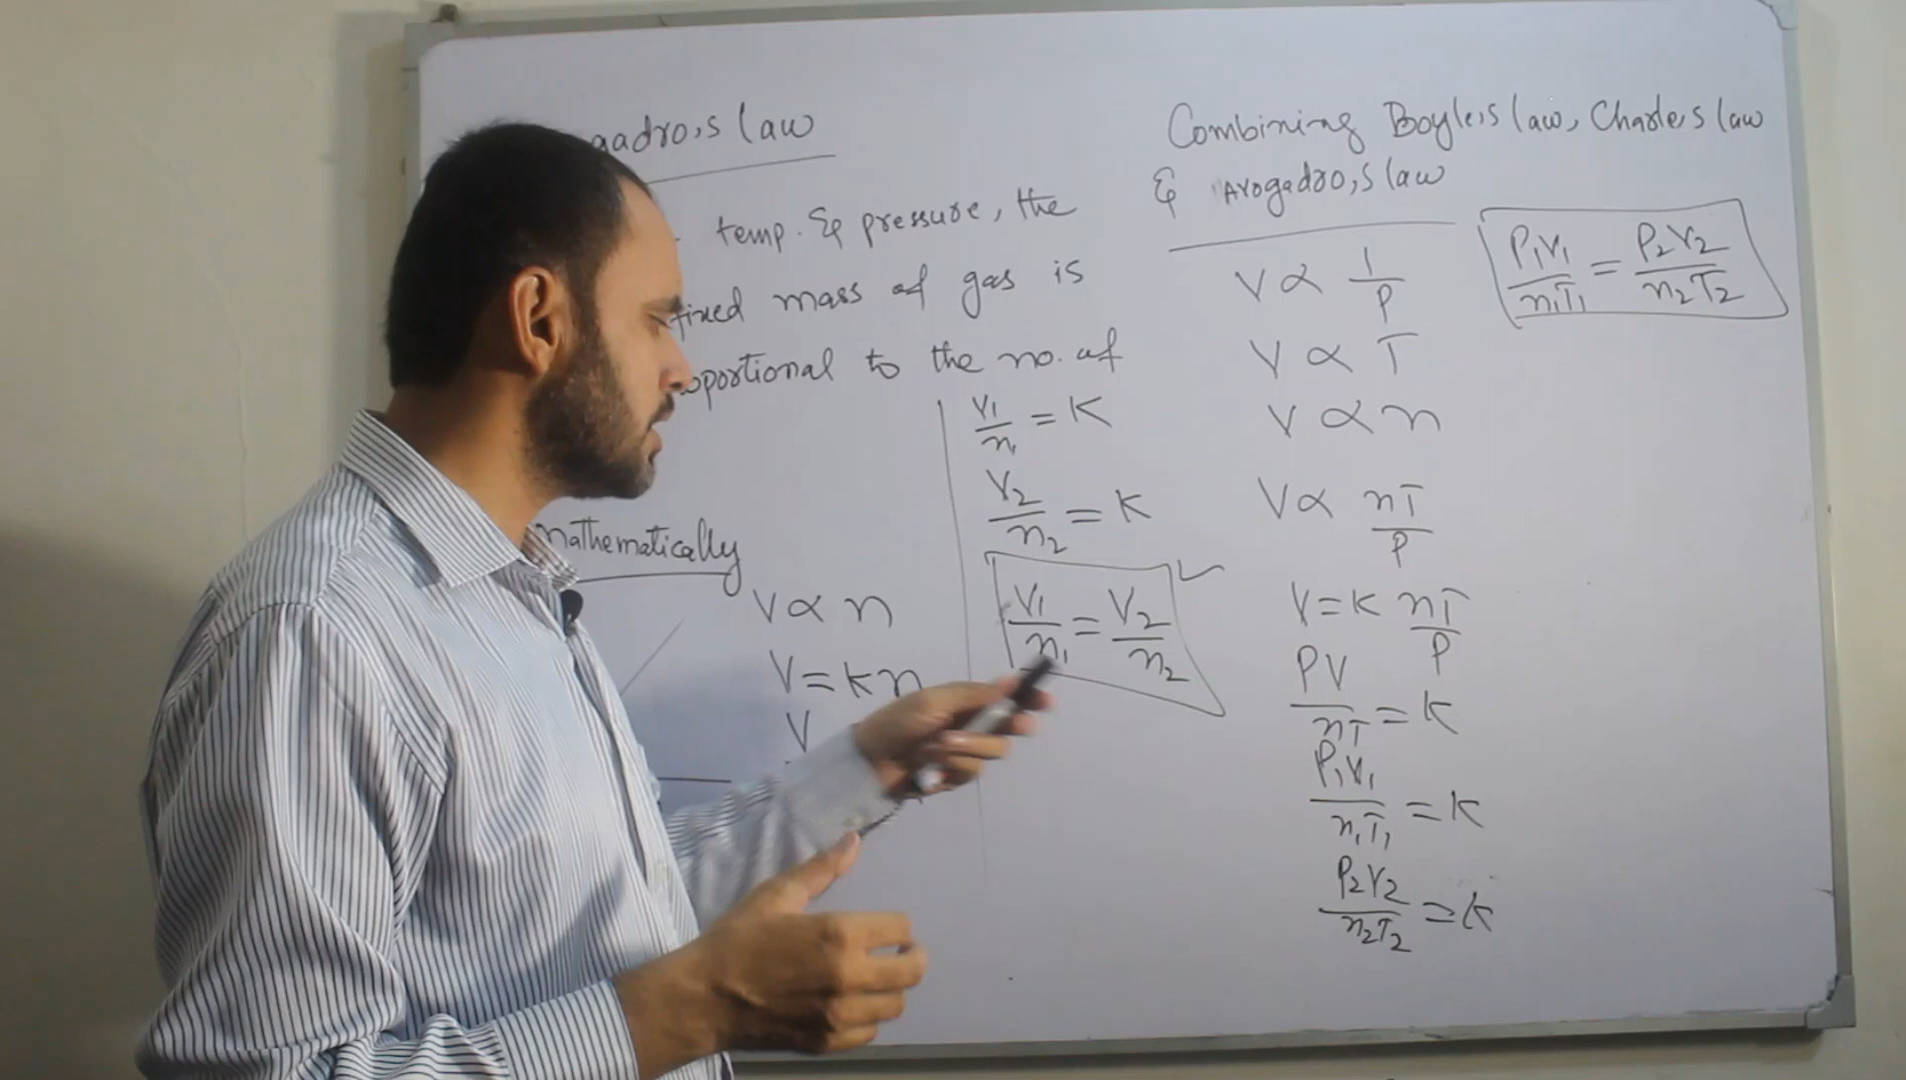 law
temp. & pressure, the
fixed mass of gas is
to the no. of
mathematically
V ∝ n
V = Kn
V
V₁/n₁ = K
V₂/n₂ = K
V₁/n₁ = V₂/n₂ ✓
Combining Boyle,s law, Charles law
& Avogadro,s law
V ∝ 1/P
V ∝ T
V ∝ n
V ∝ nT/P
V = K nT/P
PV/nT = K
P₁V₁/n₁T₁ = K
P₂V₂/n₂T₂ = K
P₁V₁/n₁T₁ = P₂V₂/n₂T₂